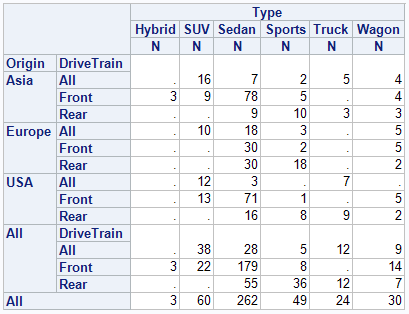 Type
Hybrid SUV Sedan Sports Truck Wagon
N N N N N N
Origin DriveTrain
Asia All . 16 7 2 5 4
Front 3 9 78 5 . 4
Rear . . 9 10 3 3
Europe All . 10 18 3 . 5
Front . . 30 2 . 5
Rear . . 30 18 . 2
USA All . 12 3 . 7 .
Front . 13 71 1 . 5
Rear . . 16 8 9 2
All DriveTrain
All . 38 28 5 12 9
Front 3 22 179 8 . 14
Rear . . 55 36 12 7
All 3 60 262 49 24 30